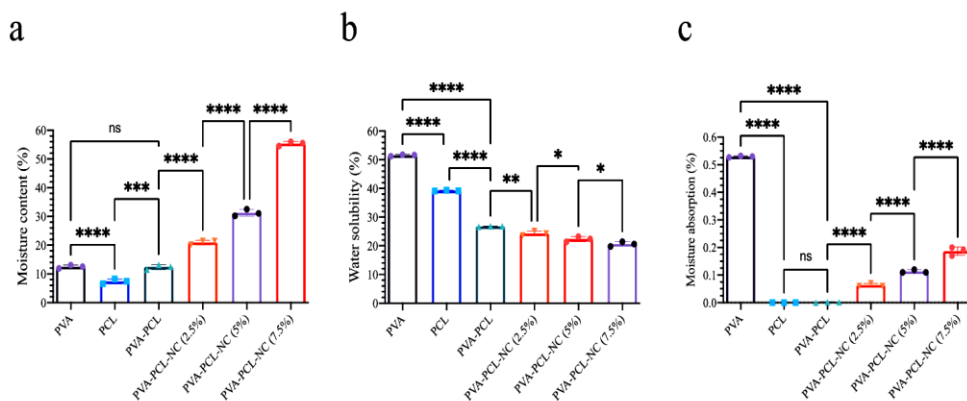 a
b
c
Moisture content (%)
60
50
40
30
20
10
0
ns
****
***
****
****
****
PVA
PCL
PVA-PCL
PVA-PCL-NC (2.5%)
PVA-PCL-NC (5%)
PVA-PCL-NC (7.5%)
Water solubility (%)
60
50
40
30
20
10
0
****
****
****
**
*
*
PVA
PCL
PVA-PCL
PVA-PCL-NC (2.5%)
PVA-PCL-NC (5%)
PVA-PCL-NC (7.5%)
Moisture absorption (%)
0.6
0.5
0.4
0.3
0.2
0.1
0.0
****
****
ns
****
****
****
PVA
PCL
PVA-PCL
PVA-PCL-NC (2.5%)
PVA-PCL-NC (5%)
PVA-PCL-NC (7.5%)